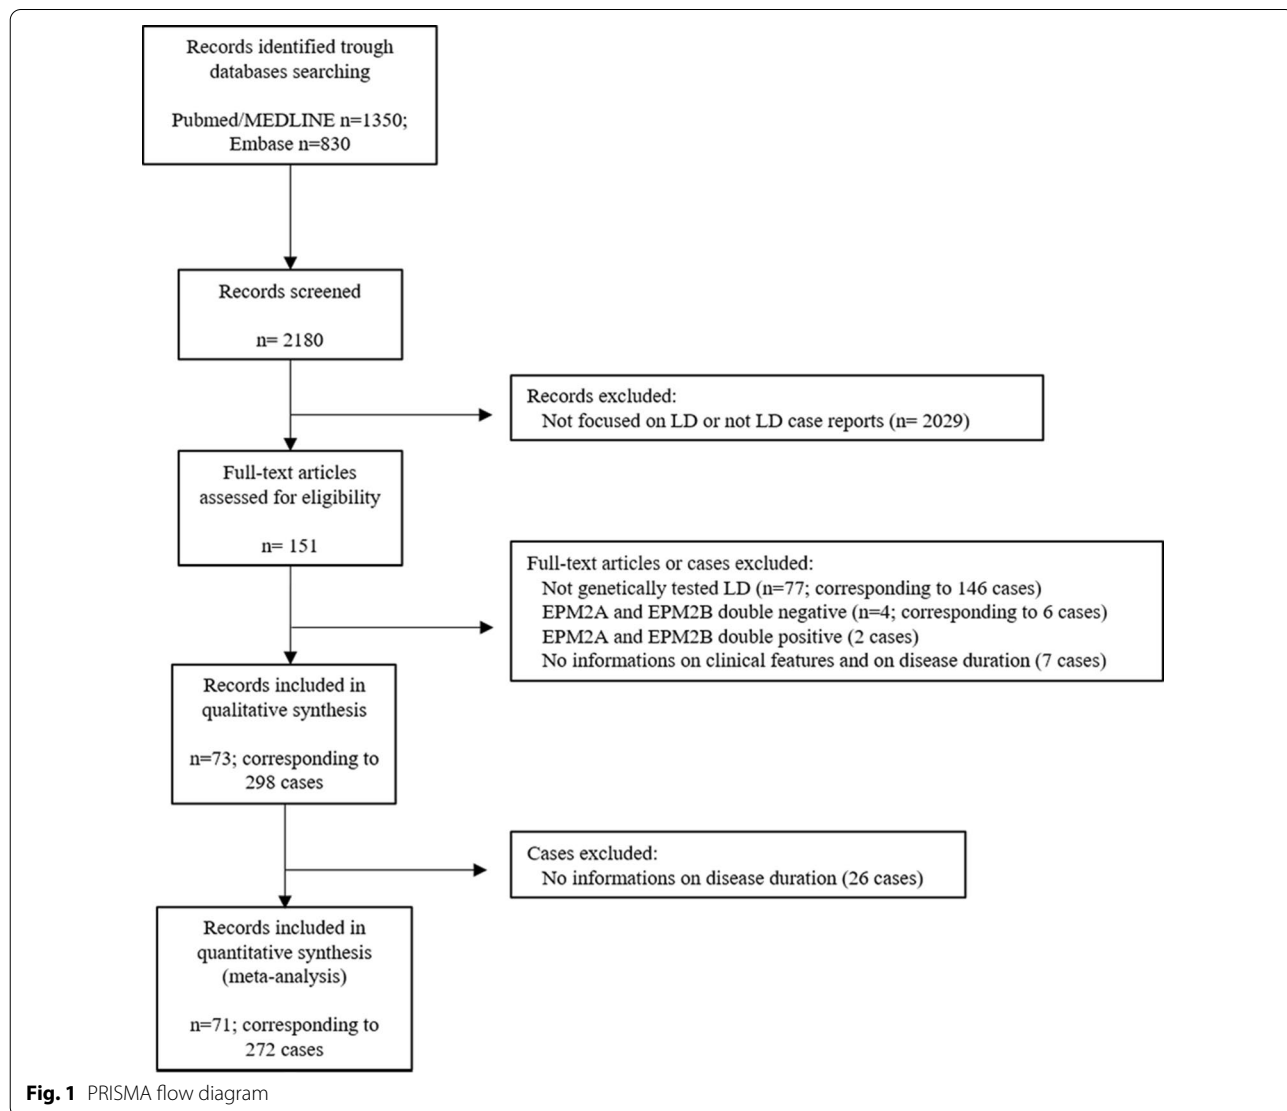 Records identified trough
databases searching
Pubmed/MEDLINE n=1350;
Embase n=830
Records screened
n= 2180
Records excluded:
Not focused on LD or not LD case reports (n= 2029)
Full-text articles
assessed for eligibility
n= 151
Full-text articles or cases excluded:
Not genetically tested LD (n=77; corresponding to 146 cases)
EPM2A and EPM2B double negative (n=4; corresponding to 6 cases)
EPM2A and EPM2B double positive (2 cases)
No informations on clinical features and on disease duration (7 cases)
Records included in
qualitative synthesis
n=73; corresponding to
298 cases
Cases excluded:
No informations on disease duration (26 cases)
Records included in
quantitative synthesis
(meta-analysis)
n=71; corresponding to
272 cases
Fig. 1 PRISMA flow diagram